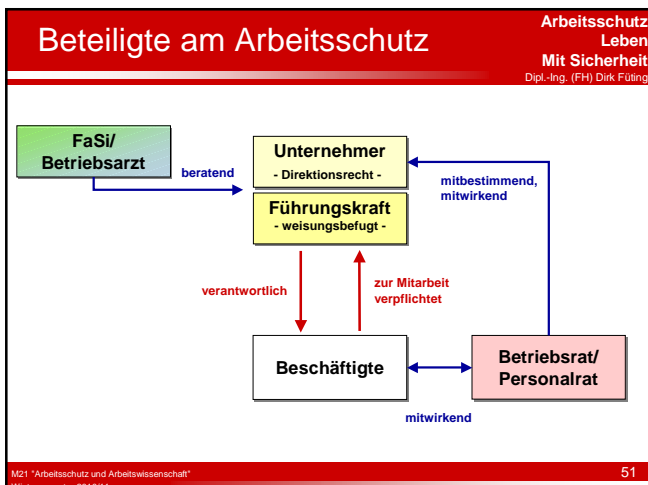 Beteiligte am Arbeitsschutz
Arbeitsschutz
Leben
Mit Sicherheit
Dipl.-Ing. (FH) Dirk Füting
FaSi/
Betriebsarzt
beratend
Unternehmer
- Direktionsrecht -
Führungskraft
- weisungsbefugt -
mitbestimmend,
mitwirkend
verantwortlich
zur Mitarbeit
verpflichtet
Beschäftigte
Betriebsrat/
Personalrat
mitwirkend
M21 "Arbeitsschutz und Arbeitswissenschaft"
51